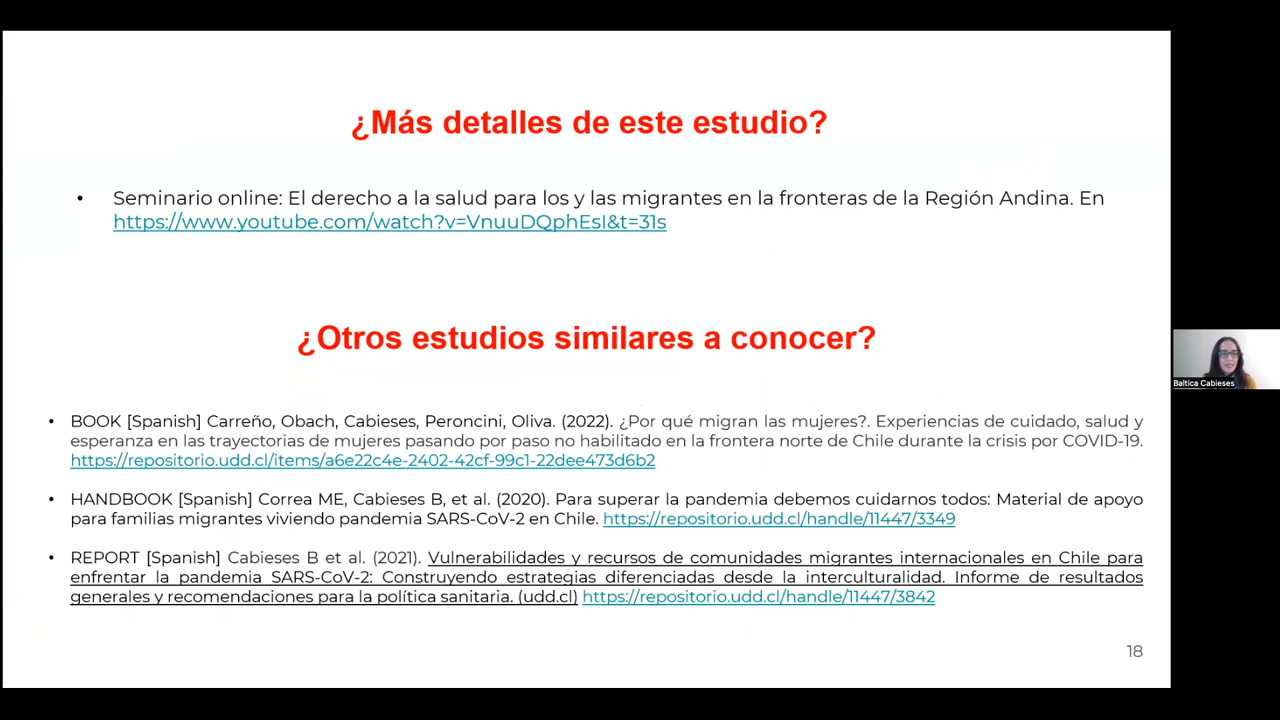 ¿Más detalles de este estudio?
• Seminario online: El derecho a la salud para los y las migrantes en la fronteras de la Región Andina. En
https://www.youtube.com/watch?v=VnuuDQphEsI&t=31s
¿Otros estudios similares a conocer?
• BOOK [Spanish] Carreño, Obach, Cabieses, Peroncini, Oliva. (2022). ¿Por qué migran las mujeres?. Experiencias de cuidado, salud y
esperanza en las trayectorias de mujeres pasando por paso no habilitado en la frontera norte de Chile durante la crisis por COVID-19.
https://repositorio.udd.cl/items/a6e22c4e-2402-42cf-99c1-22dee473d6b2
• HANDBOOK [Spanish] Correa ME, Cabieses B, et al. (2020). Para superar la pandemia debemos cuidarnos todos: Material de apoyo
para familias migrantes viviendo pandemia SARS-CoV-2 en Chile. https://repositorio.udd.cl/handle/11447/3349
• REPORT [Spanish] Cabieses B et al. (2021). Vulnerabilidades y recursos de comunidades migrantes internacionales en Chile para
enfrentar la pandemia SARS-CoV-2: Construyendo estrategias diferenciadas desde la interculturalidad. Informe de resultados
generales y recomendaciones para la política sanitaria. (udd.cl) https://repositorio.udd.cl/handle/11447/3842
18
Baltica Cabieses